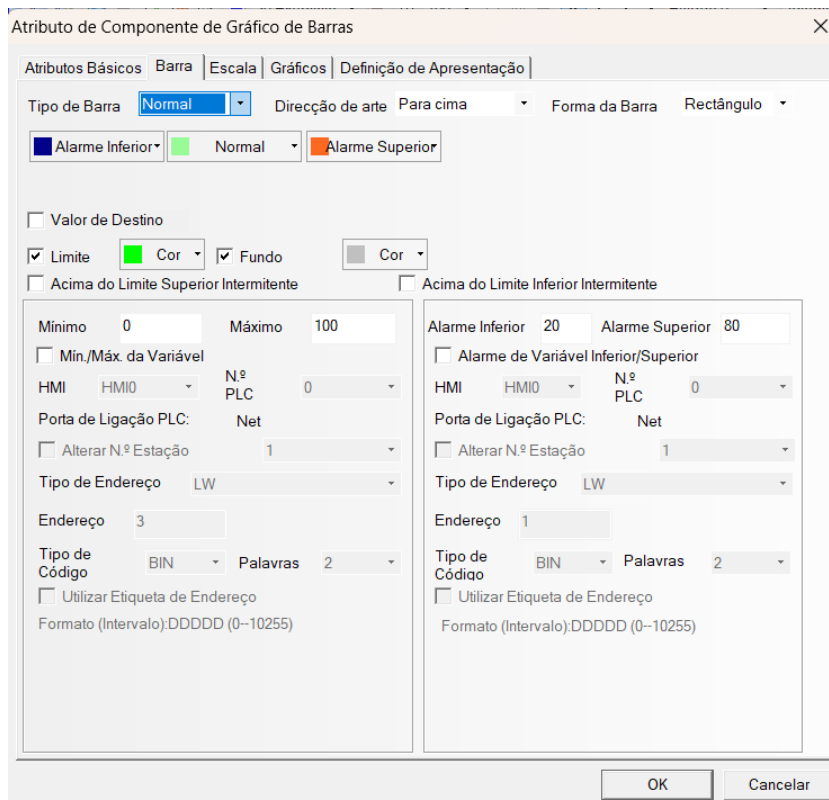 Atributo de Componente de Gráfico de Barras
Atributos Básicos Barra Escala Gráficos Definição de Apresentação
Tipo de Barra Normal Direcção de arte Para cima Forma da Barra Rectângulo
Alarme Inferior Normal Alarme Superior
Valor de Destino
Limite Cor Fundo Cor
Acima do Limite Superior Intermitente Acima do Limite Inferior Intermitente
Mínimo 0 Máximo 100
Mín./Máx. da Variável
HMI HMI0 N.º PLC 0
Porta de Ligação PLC: Net
Alterar N.º Estação 1
Tipo de Endereço LW
Endereço 3
Tipo de Código BIN Palavras 2
Utilizar Etiqueta de Endereço
Formato (Intervalo):DDDDD (0--10255)
Alarme Inferior 20 Alarme Superior 80
Alarme de Variável Inferior/Superior
HMI HMI0 N.º PLC 0
Porta de Ligação PLC: Net
Alterar N.º Estação 1
Tipo de Endereço LW
Endereço 1
Tipo de Código BIN Palavras 2
Utilizar Etiqueta de Endereço
Formato (Intervalo):DDDDD (0--10255)
OK Cancelar